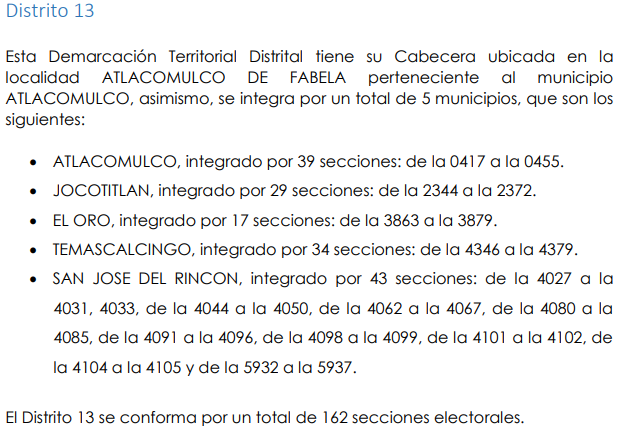 Distrito 13
Esta Demarcación Territorial Distrital tiene su Cabecera ubicada en la
localidad ATLACOMULCO DE FABELA perteneciente al municipio
ATLACOMULCO, asimismo, se integra por un total de 5 municipios, que son los
siguientes:
• ATLACOMULCO, integrado por 39 secciones: de la 0417 a la 0455.
• JOCOTITLAN, integrado por 29 secciones: de la 2344 a la 2372.
• EL ORO, integrado por 17 secciones: de la 3863 a la 3879.
• TEMASCALCINGO, integrado por 34 secciones: de la 4346 a la 4379.
• SAN JOSE DEL RINCON, integrado por 43 secciones: de la 4027 a la
4031, 4033, de la 4044 a la 4050, de la 4062 a la 4067, de la 4080 a la
4085, de la 4091 a la 4096, de la 4098 a la 4099, de la 4101 a la 4102, de
la 4104 a la 4105 y de la 5932 a la 5937.
El Distrito 13 se conforma por un total de 162 secciones electorales.